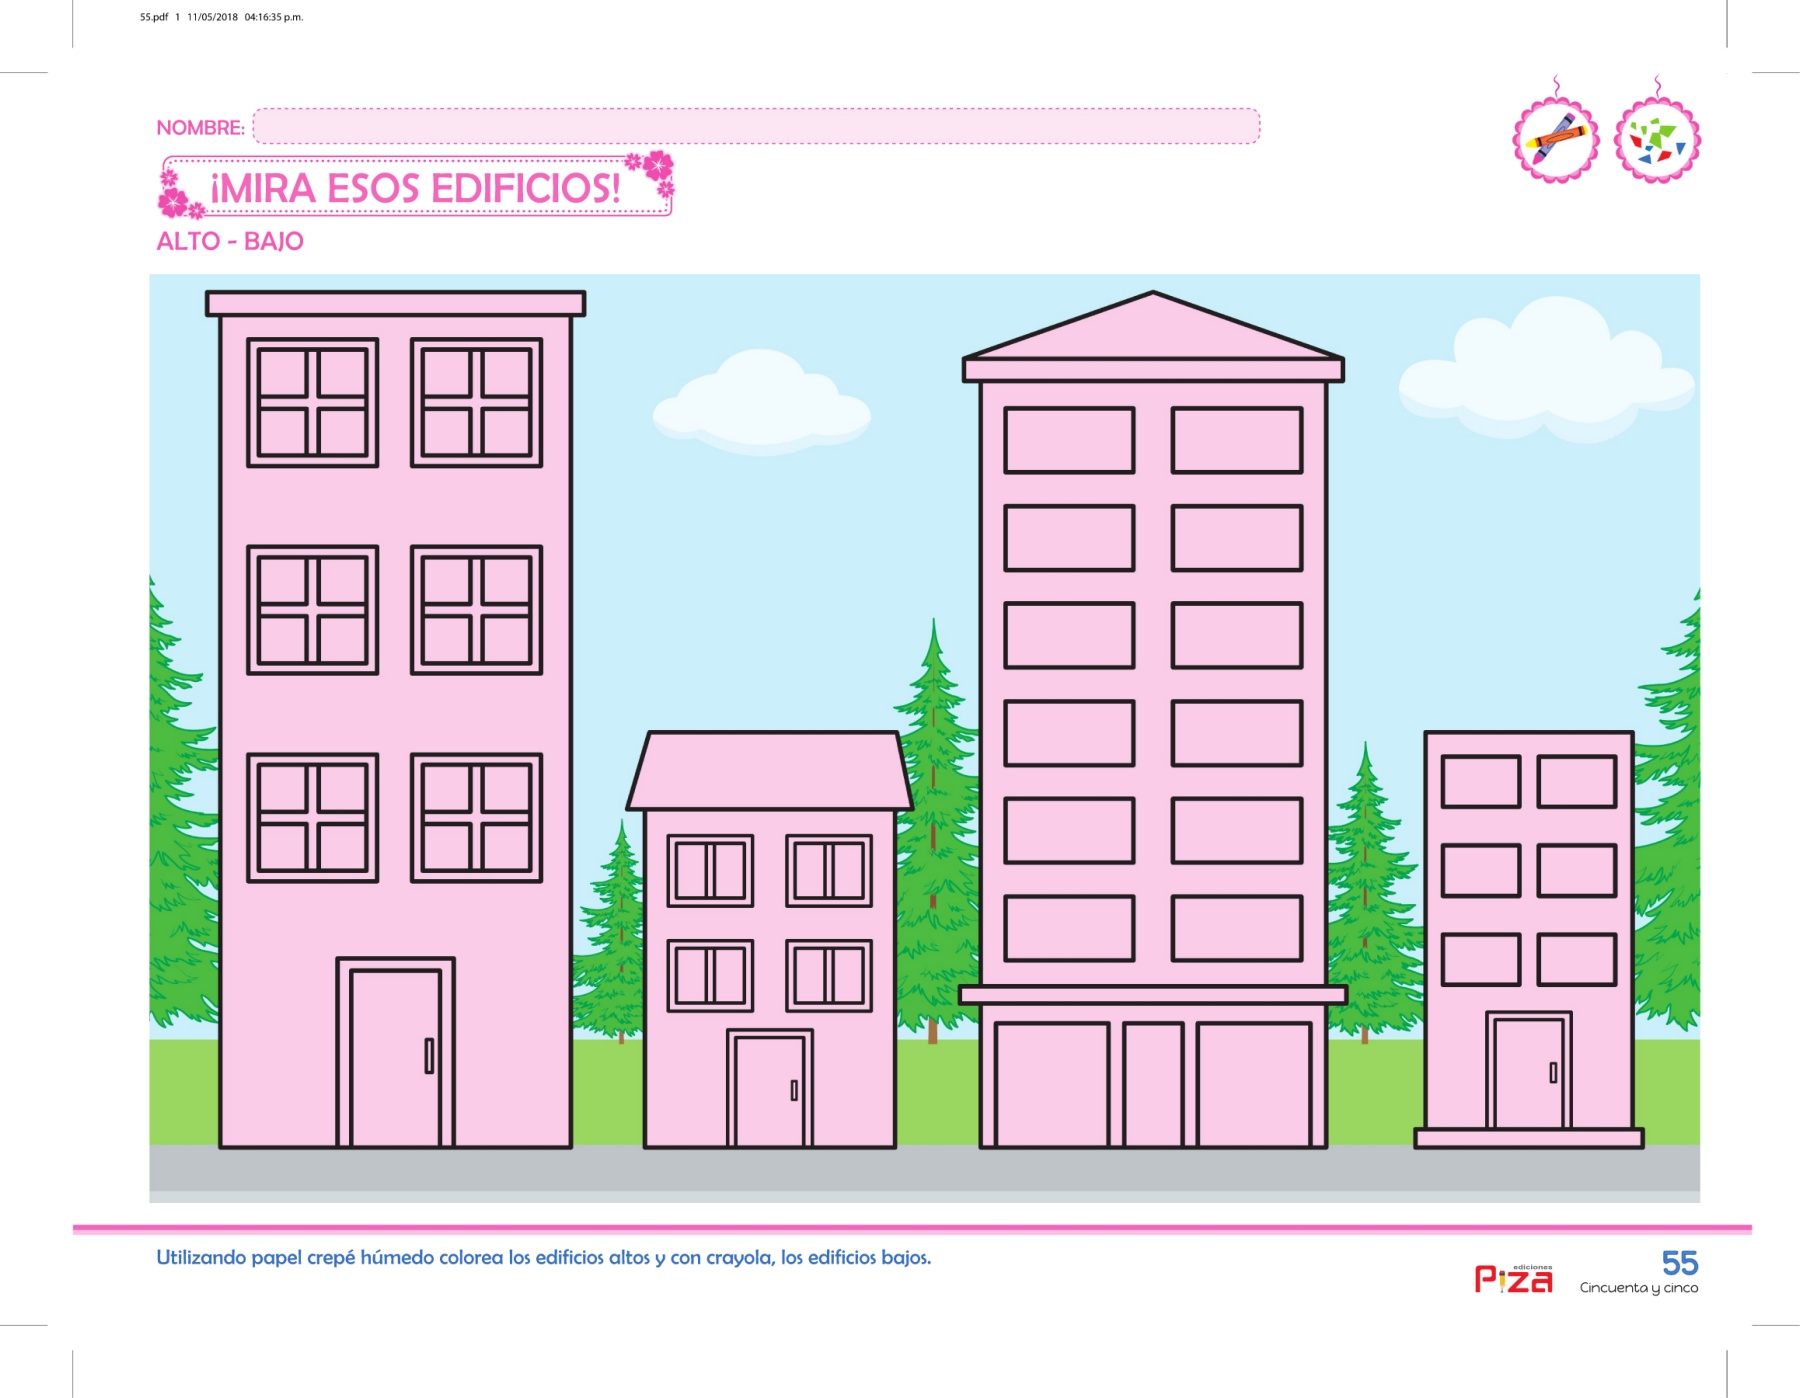 55.pdf 1 11/05/2018 04:16:35 p.m.
NOMBRE:
¡MIRA ESOS EDIFICIOS!
ALTO - BAJO
Utilizando papel crepé húmedo colorea los edificios altos y con crayola, los edificios bajos.
ediciones
Piza
55
Cincuenta y cinco